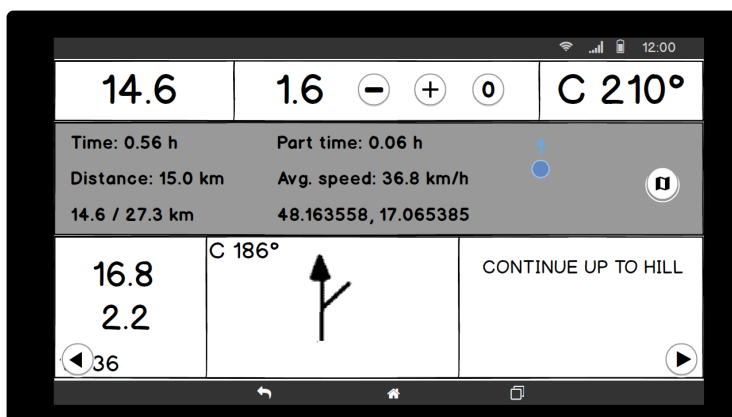 12:00
14.6
1.6
0
C 210°
Time: 0.56 h
Part time: 0.06 h
Distance: 15.0 km
Avg. speed: 36.8 km/h
14.6 / 27.3 km
48.163558, 17.065385
16.8
2.2
36
C 186°
CONTINUE UP TO HILL